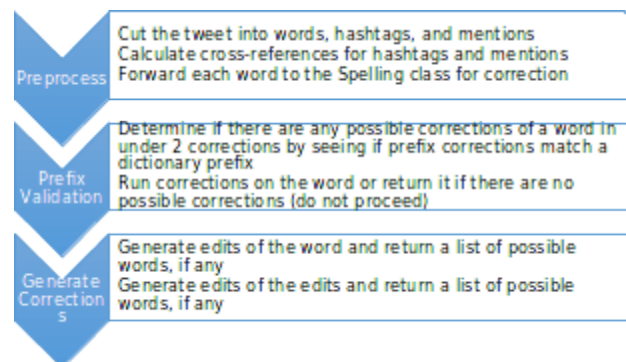 Preprocess
Cut the tweet into words, hashtags, and mentions
Calculate cross-references for hashtags and mentions
Forward each word to the Spelling class for correction
Prefix
Validation
Determine if there are any possible corrections of a word in
under 2 corrections by seeing if prefix corrections match a
dictionary prefix
Run corrections on the word or return it if there are no
possible corrections (do not proceed)
Generate
Correction
s
Generate edits of the word and return a list of possible
words, if any
Generate edits of the edits and return a list of possible
words, if any